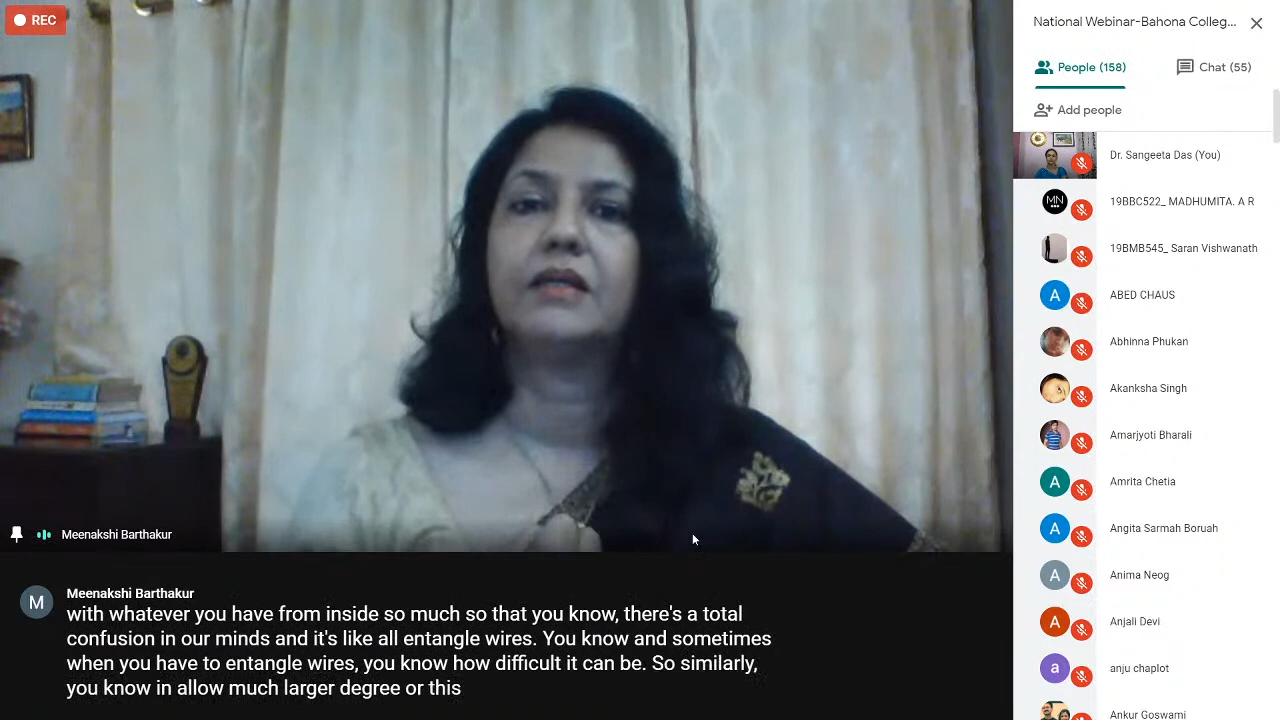 REC
National Webinar-Bahona Colleg...
People (158)
Chat (55)
Add people
Dr. Sangeeta Das (You)
MN
19BBC522_ MADHUMITA. A R
19BMB545_ Saran Vishwanath
A
ABED CHAUS
Abhinna Phukan
Akanksha Singh
Amarjyoti Bharali
A
Amrita Chetia
A
Angita Sarmah Boruah
A
Anima Neog
A
Anjali Devi
a
anju chaplot
Ankur Goswami
Meenakshi Barthakur
M
Meenakshi Barthakur
with whatever you have from inside so much so that you know, there's a total
confusion in our minds and it's like all entangle wires. You know and sometimes
when you have to entangle wires, you know how difficult it can be. So similarly,
you know in allow much larger degree or this